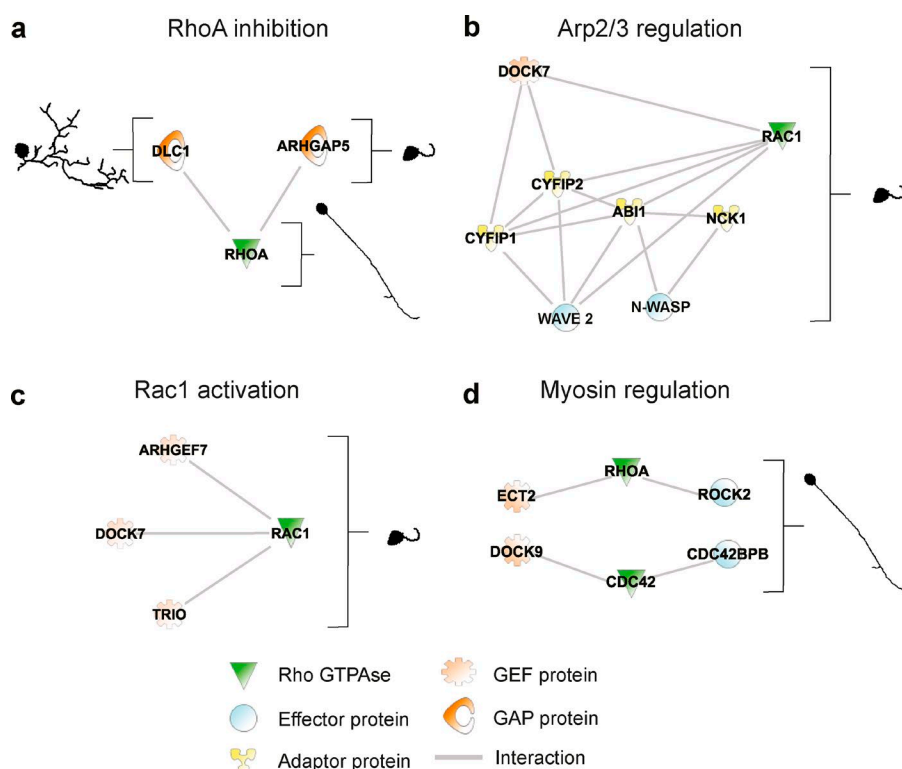 a RhoA inhibition
DLC1
ARHGAP5
RHOA
b Arp2/3 regulation
DOCK7
RAC1
CYFIP2
ABI1
NCK1
CYFIP1
WAVE 2
N-WASP
c Rac1 activation
ARHGEF7
DOCK7
RAC1
TRIO
d Myosin regulation
RHOA
ECT2
ROCK2
DOCK9
CDC42BPB
CDC42
Rho GTPAse
GEF protein
Effector protein
GAP protein
Adaptor protein
Interaction